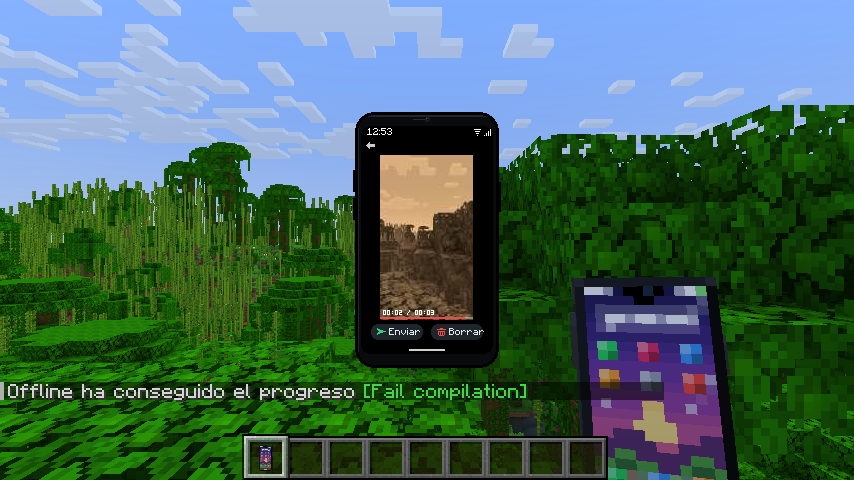 12:53
00:02 / 00:03
Enviar
Borrar
Offline ha conseguido el progreso [Fail compilation]